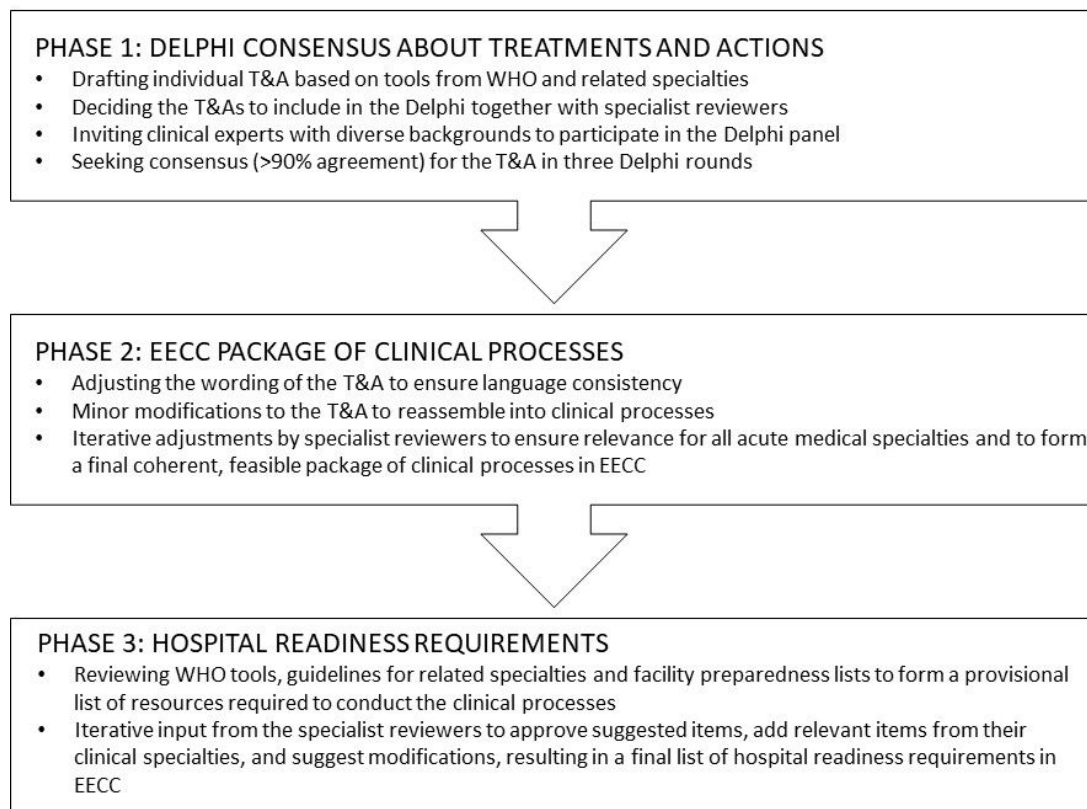 PHASE 1: DELPHI CONSENSUS ABOUT TREATMENTS AND ACTIONS
• Drafting individual T&A based on tools from WHO and related specialties
• Deciding the T&As to include in the Delphi together with specialist reviewers
• Inviting clinical experts with diverse backgrounds to participate in the Delphi panel
• Seeking consensus (>90% agreement) for the T&A in three Delphi rounds
PHASE 2: EECC PACKAGE OF CLINICAL PROCESSES
• Adjusting the wording of the T&A to ensure language consistency
• Minor modifications to the T&A to reassemble into clinical processes
• Iterative adjustments by specialist reviewers to ensure relevance for all acute medical specialties and to form
a final coherent, feasible package of clinical processes in EECC
PHASE 3: HOSPITAL READINESS REQUIREMENTS
• Reviewing WHO tools, guidelines for related specialties and facility preparedness lists to form a provisional
list of resources required to conduct the clinical processes
• Iterative input from the specialist reviewers to approve suggested items, add relevant items from their
clinical specialties, and suggest modifications, resulting in a final list of hospital readiness requirements in
EECC